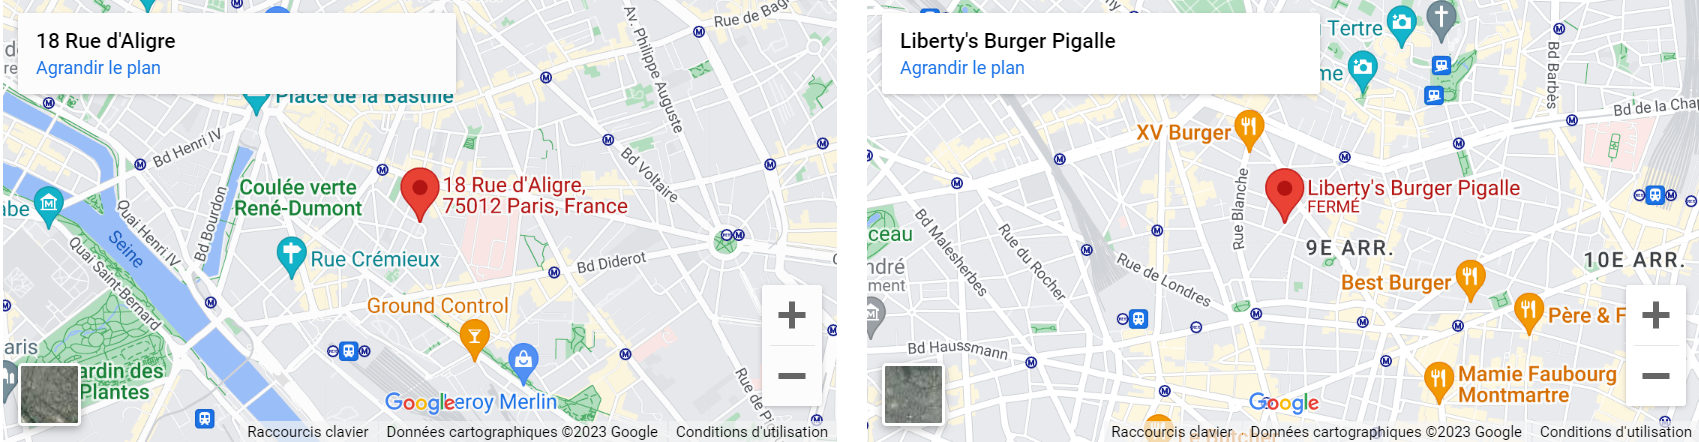 18 Rue d'Aligre
Agrandir le plan
Place de la Bastille
Bd Henri IV
Av. Philippe Auguste
Rue de Bag
Bd Voltaire
Coulée verte
René-Dumont
18 Rue d'Aligre,
75012 Paris, France
Quai Henri IV
Bd Bourdon
Seine
Quai Saint-Bernard
Rue Crémieux
Bd Diderot
Ground Control
Jardin des
Plantes
Leroy Merlin
Rue de P
Google
Raccourcis clavier
Données cartographiques ©2023 Google
Conditions d'utilisation
Liberty's Burger Pigalle
Agrandir le plan
Tertre
Bd Barbès
Bd de la Chap
XV Burger
Rue Blanche
Liberty's Burger Pigalle
FERMÉ
9E ARR.
10E ARR.
Bd Malesherbes
Rue du Rocher
Rue de Londres
Best Burger
Père & F
Bd Haussmann
Mamie Faubourg
Montmartre
Google
Raccourcis clavier
Données cartographiques ©2023 Google
Conditions d'utilisation